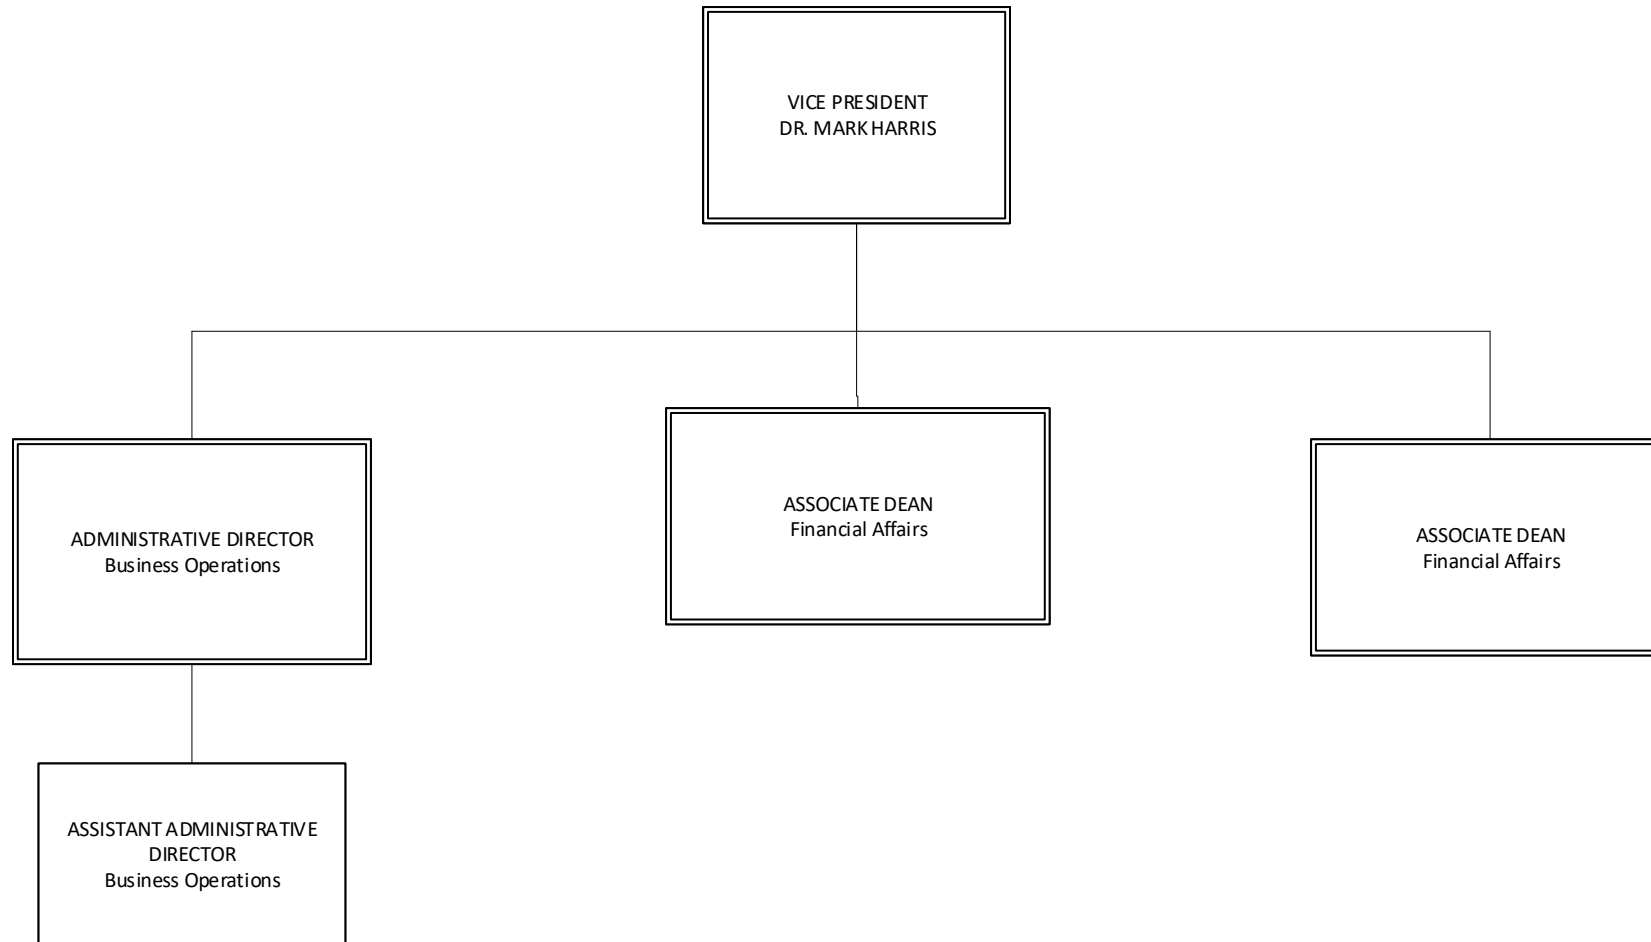 VICE PRESIDENT
DR. MARK HARRIS
ADMINISTRATIVE DIRECTOR
Business Operations
ASSOCIATE DEAN
Financial Affairs
ASSOCIATE DEAN
Financial Affairs
ASSISTANT ADMINISTRATIVE
DIRECTOR
Business Operations